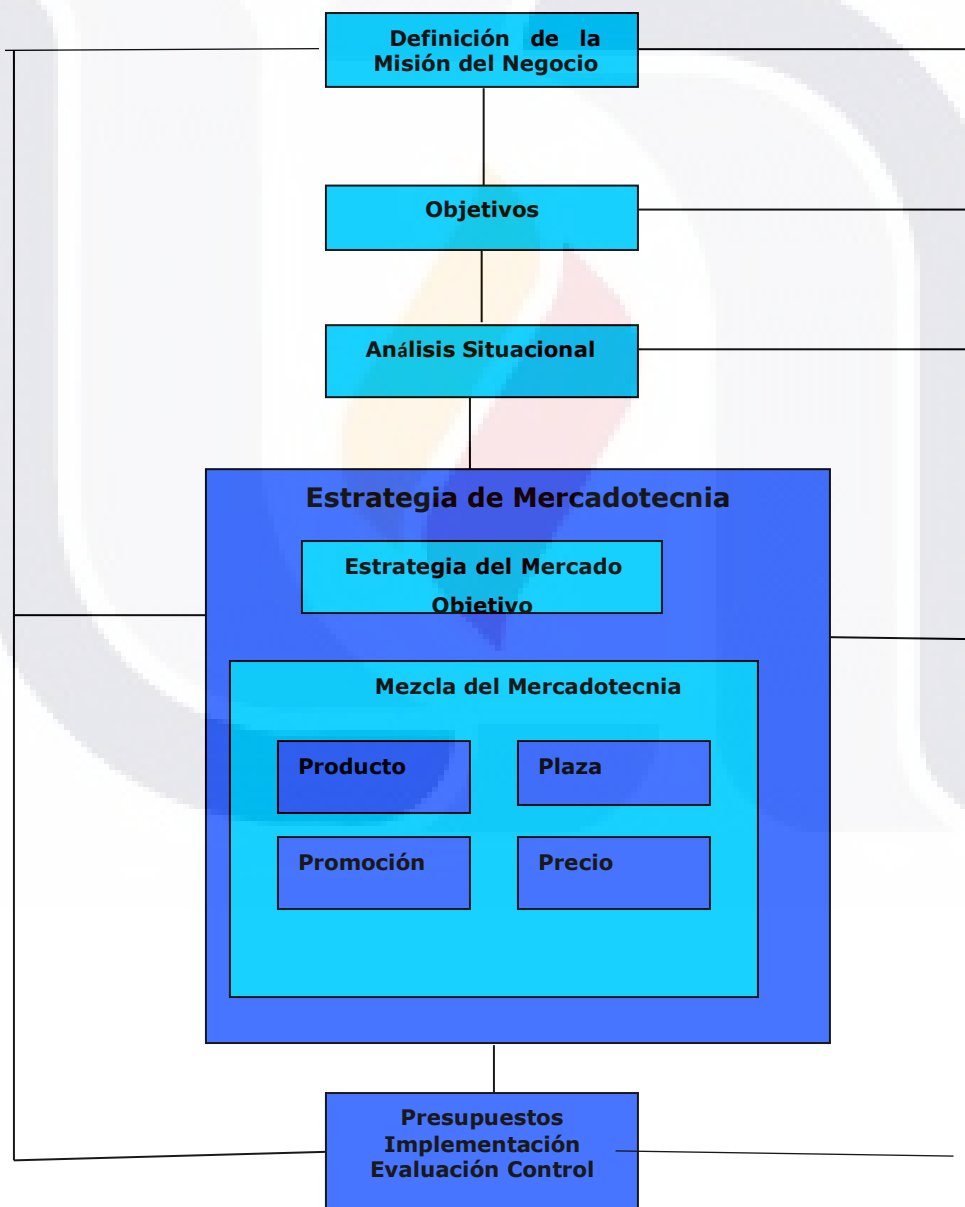 Definición de la
Misión del Negocio
Objetivos
Análisis Situacional
Estrategia de Mercadotecnia
Estrategia del Mercado
Objetivo
Mezcla del Mercadotecnia
Producto
Plaza
Promoción
Precio
Presupuestos
Implementación
Evaluación Control